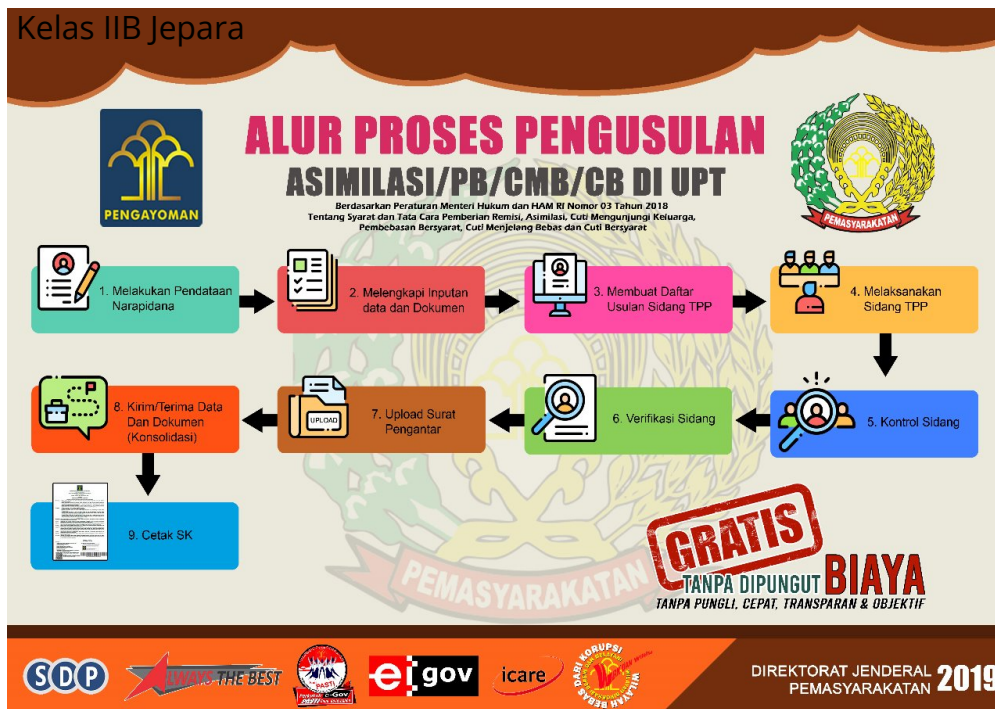 Kelas IIB Jepara
PENGAYOMAN
ALUR PROSES PENGUSULAN
ASIMILASI/PB/CMB/CB DI UPT
Berdasarkan Peraturan Menteri Hukum dan HAM RI Nomor 03 Tahun 2018
Tentang Syarat dan Tata Cara Pemberian Remisi, Asimilasi, Cuti Mengunjungi Keluarga,
Pembebasan Bersyarat, Cuti Menjelang Bebas dan Cuti Bersyarat
PEMASYARAKATAN
1. Melakukan Pendataan
Narapidana
2. Melengkapi Inputan
data dan Dokumen
3. Membuat Daftar
Usulan Sidang TPP
4. Melaksanakan
Sidang TPP
5. Kontrol Sidang
6. Verifikasi Sidang
UPLOAD
7. Upload Surat
Pengantar
8. Kirim/Terima Data
Dan Dokumen
(Konsolidasi)
9. Cetak SK
PEMASYARAKATAN
GRATIS
TANPA DIPUNGUT BIAYA
TANPA PUNGLI, CEPAT, TRANSPARAN & OBJEKTIF
SDP
ALWAYS THE BEST
PASTI
e-gov
icare
WILAYAH BEBAS DARI KORUPSI
DIREKTORAT JENDERAL
PEMASYARAKATAN 2019